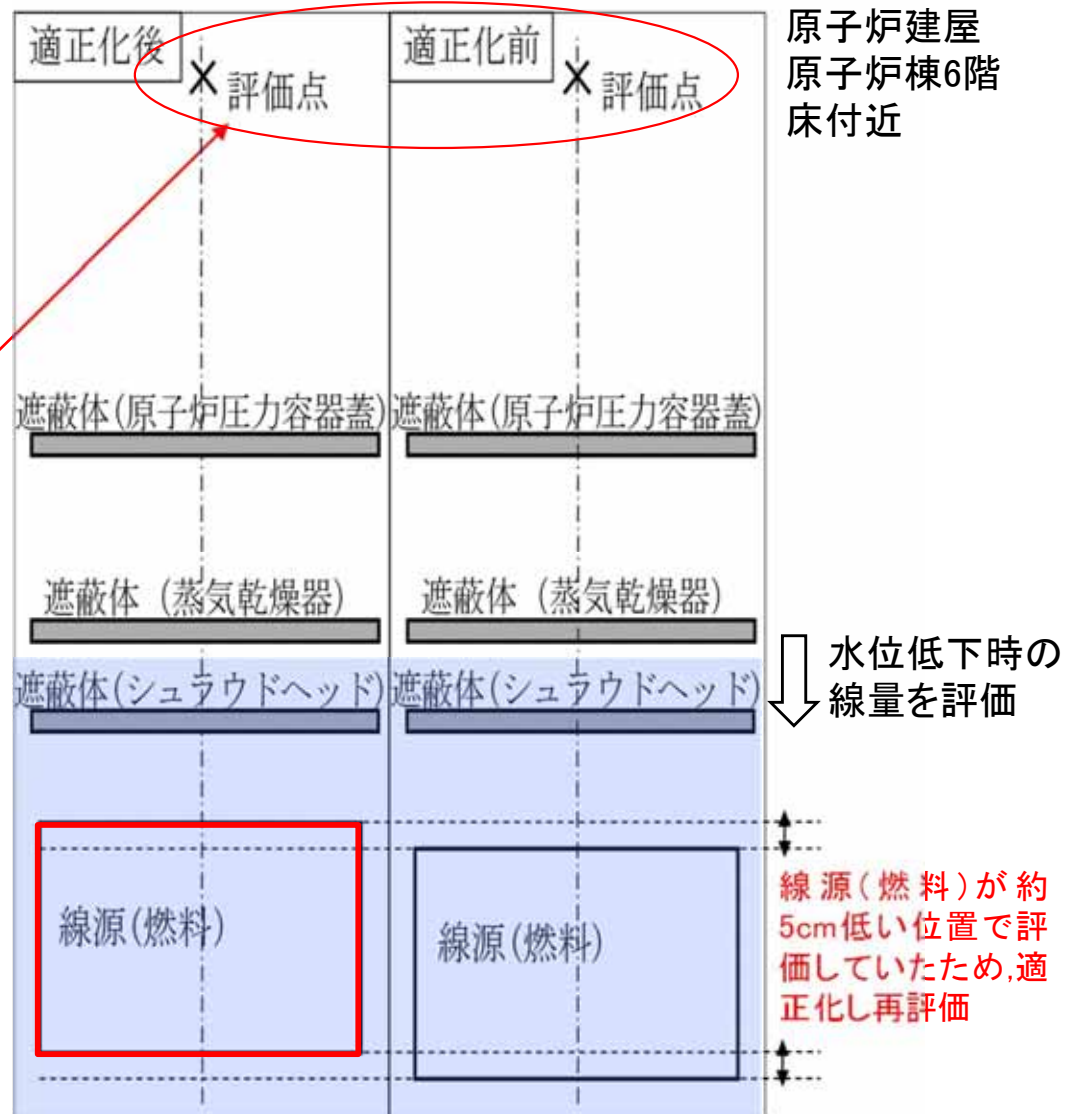 適正化後
評価点
適正化前
評価点
原子炉建屋
原子炉棟6階
床付近
遮蔽体(原子炉圧力容器蓋)
遮蔽体(原子炉圧力容器蓋)
遮蔽体（蒸気乾燥器）
遮蔽体（蒸気乾燥器）
遮蔽体(シュラウドヘッド)
遮蔽体(シュラウドヘッド)
水位低下時の
線量を評価
線源(燃料)
線源(燃料)
線源(燃料)が約
5cm低い位置で評
価していたため,適
正化し再評価